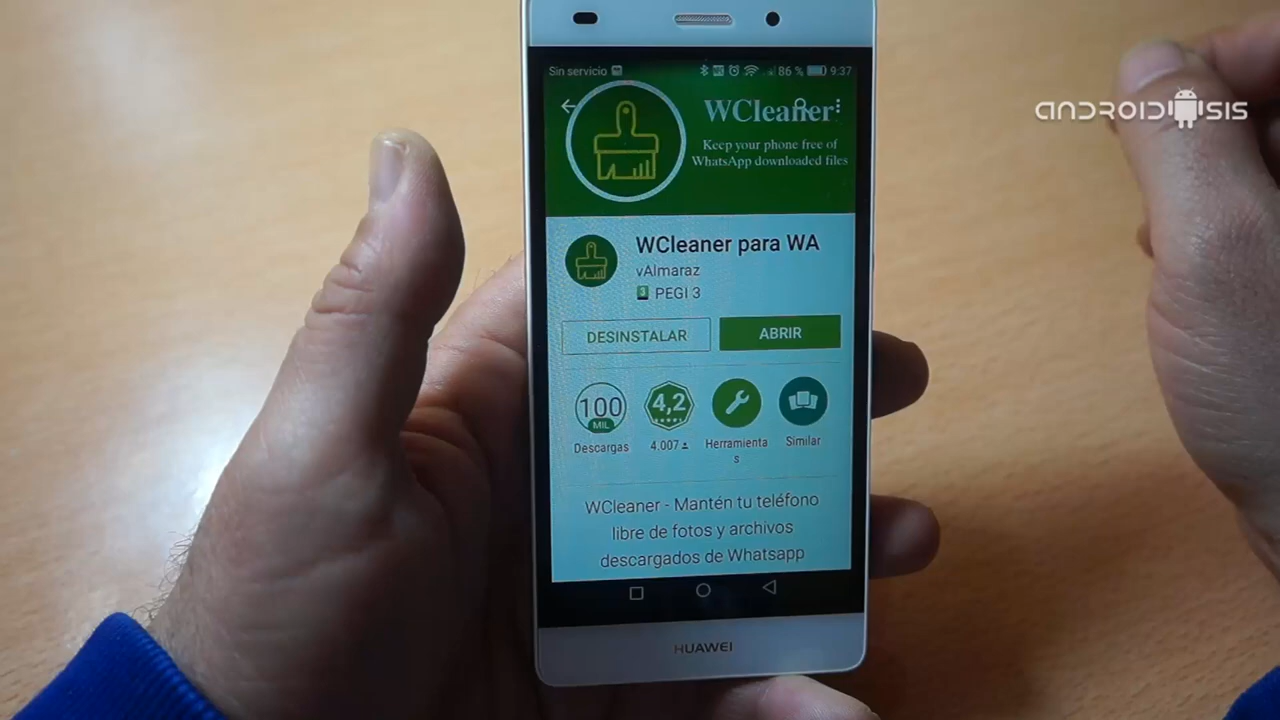 Sin servicio
86 %
9:37
WCleaner
Keep your phone free of
WhatsApp downloaded files
ANDROIDSIS
WCleaner para WA
vAlmaraz
3 PEGI 3
DESINSTALAR
ABRIR
100
MIL
4,2
Descargas
4.007
Herramienta
s
Similar
WCleaner - Mantén tu teléfono
libre de fotos y archivos
descargados de Whatsapp
HUAWEI